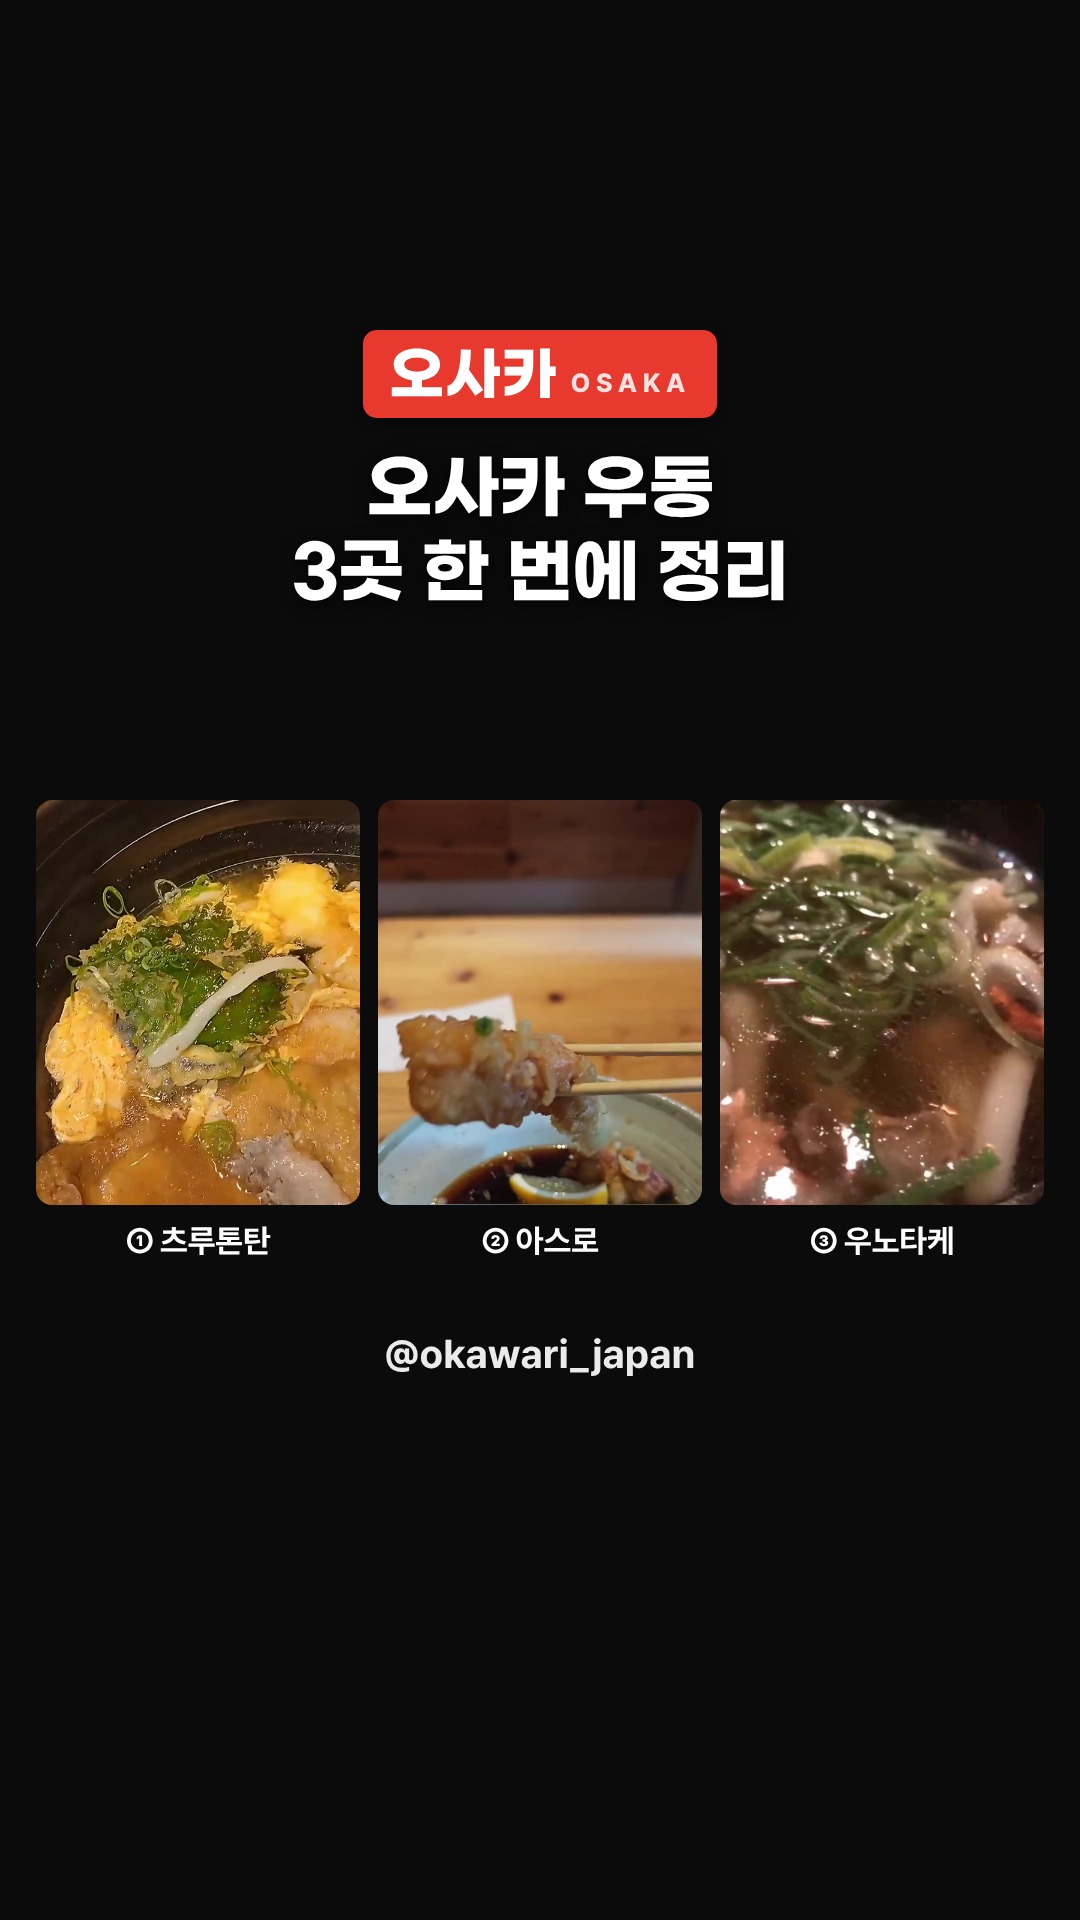 오사카 OSAKA
오사카 우동
3곳 한 번에 정리
① 츠루톤탄
② 아스로
③ 우노타케
@okawari_japan